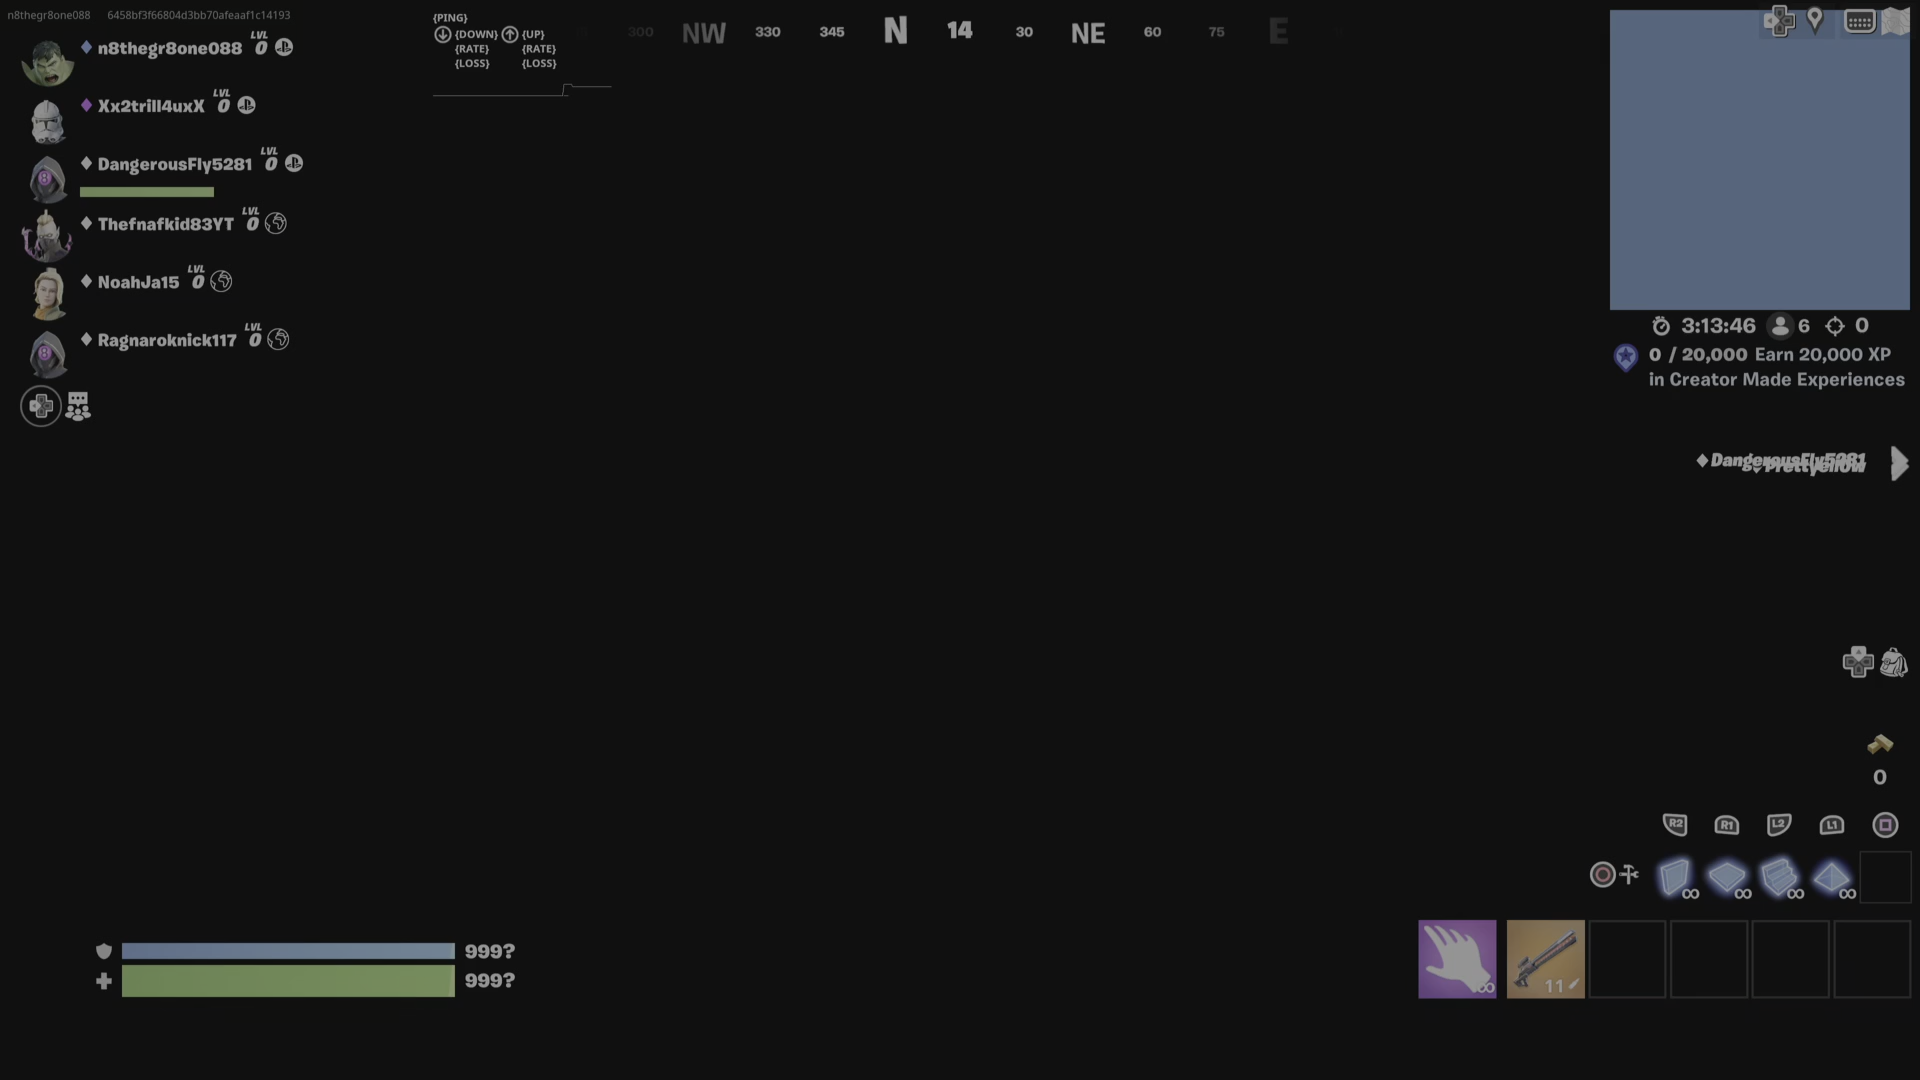 n8thegr8one088 6458bf3f66804d3bb70afeaaf1c14193
n8thegr8one088 LVL 0
Xx2trill4uxX LVL 0
DangerousFly5281 LVL 0
Thefnafkid83YT LVL 0
NoahJa15 LVL 0
Ragnaroknick117 LVL 0
{PING}
{DOWN} {UP}
{RATE} {RATE}
{LOSS} {LOSS}
300 NW 330 345 N 14 30 NE 60 75 E
3:13:46 6 0
0 / 20,000 Earn 20,000 XP
in Creator Made Experiences
DangerousFly5281
Prettyellow
0
R2 R1 L2 L1
∞ ∞ ∞ ∞
∞ 11
999?
999?